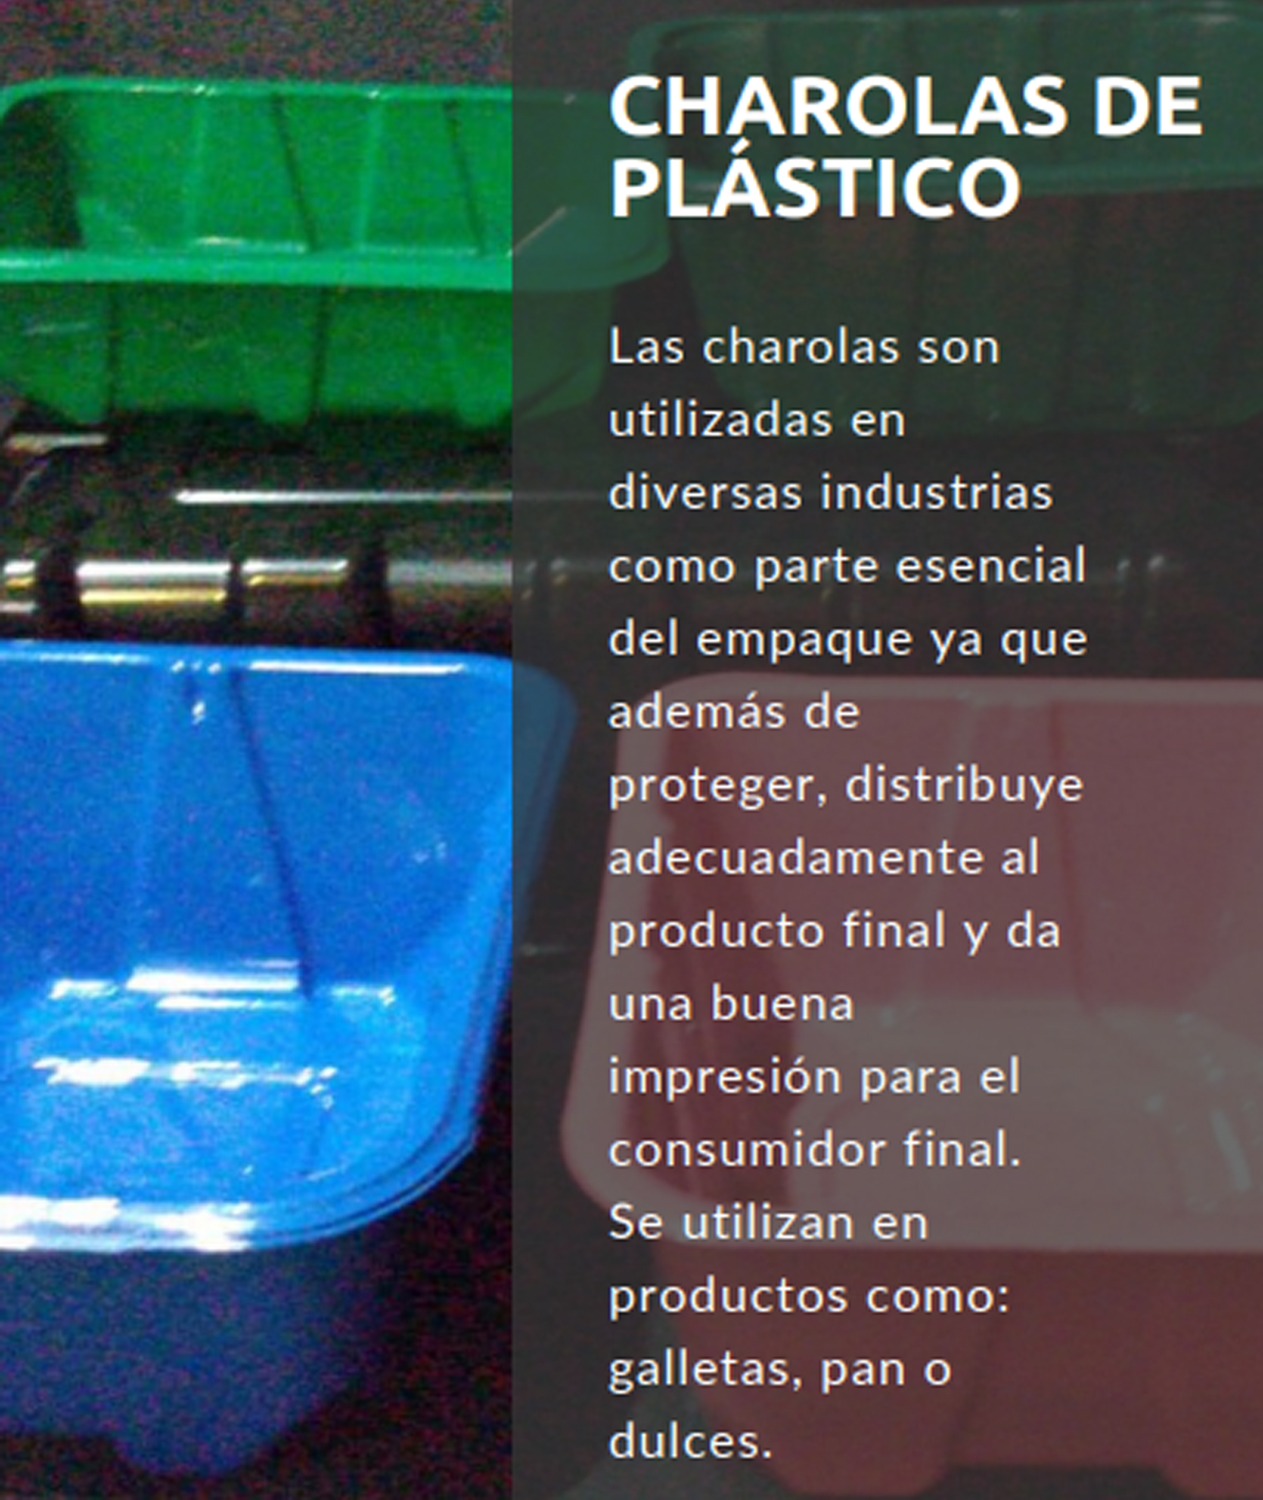 CHAROLAS DE
PLÁSTICO
Las charolas son
utilizadas en
diversas industrias
como parte esencial
del empaque ya que
además de
proteger, distribuye
adecuadamente al
producto final y da
una buena
impresión para el
consumidor final.
Se utilizan en
productos como:
galletas, pan o
dulces.